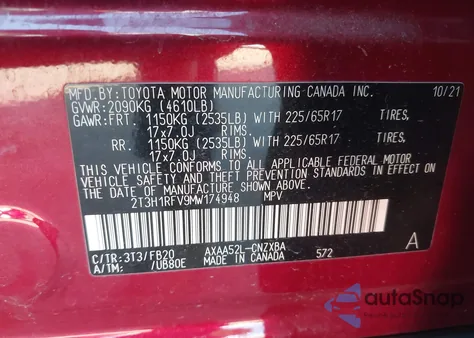 MFD.BY:TOYOTA MOTOR MANUFACTURING CANADA INC. 10/21
GVWR:2090KG (4610LB)
GAWR:FRT. 1150KG (2535LB) WITH 225/65R17 TIRES,
17x7.0J RIMS.
RR. 1150KG (2535LB) WITH 225/65R17 TIRES,
17x7.0J RIMS.
THIS VEHICLE CONFORMS TO ALL APPLICABLE FEDERAL MOTOR
VEHICLE SAFETY AND THEFT PREVENTION STANDARDS IN EFFECT
ON THE DATE OF MANUFACTURE SHOWN ABOVE.
2T3H1RFV9MW174948 MPV
C/TR:3T3/FB20 AXAA52L-CNZXBA A
A/TM: /UB80E MADE IN CANADA 572
autoSnap